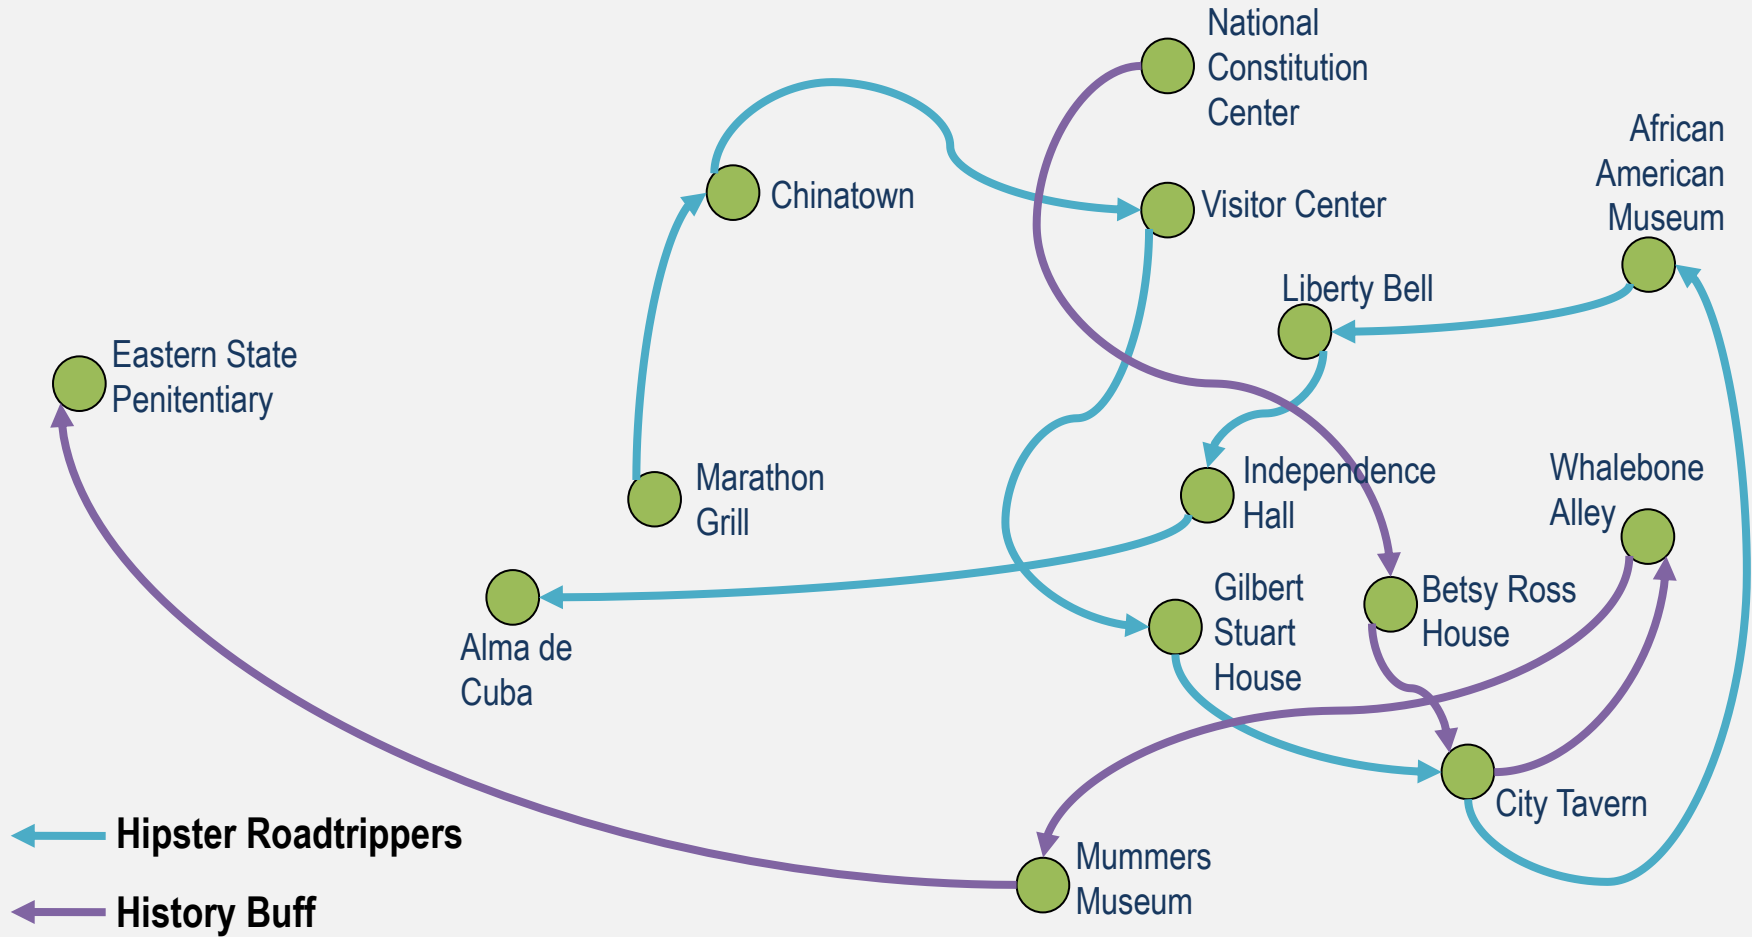 National
Constitution
Center
African
American
Museum
Chinatown
Visitor Center
Liberty Bell
Eastern State
Penitentiary
Marathon
Grill
Independence
Hall
Whalebone
Alley
Alma de
Cuba
Gilbert
Stuart
House
Betsy Ross
House
City Tavern
Mummers
Museum
Hipster Roadtrippers
History Buff